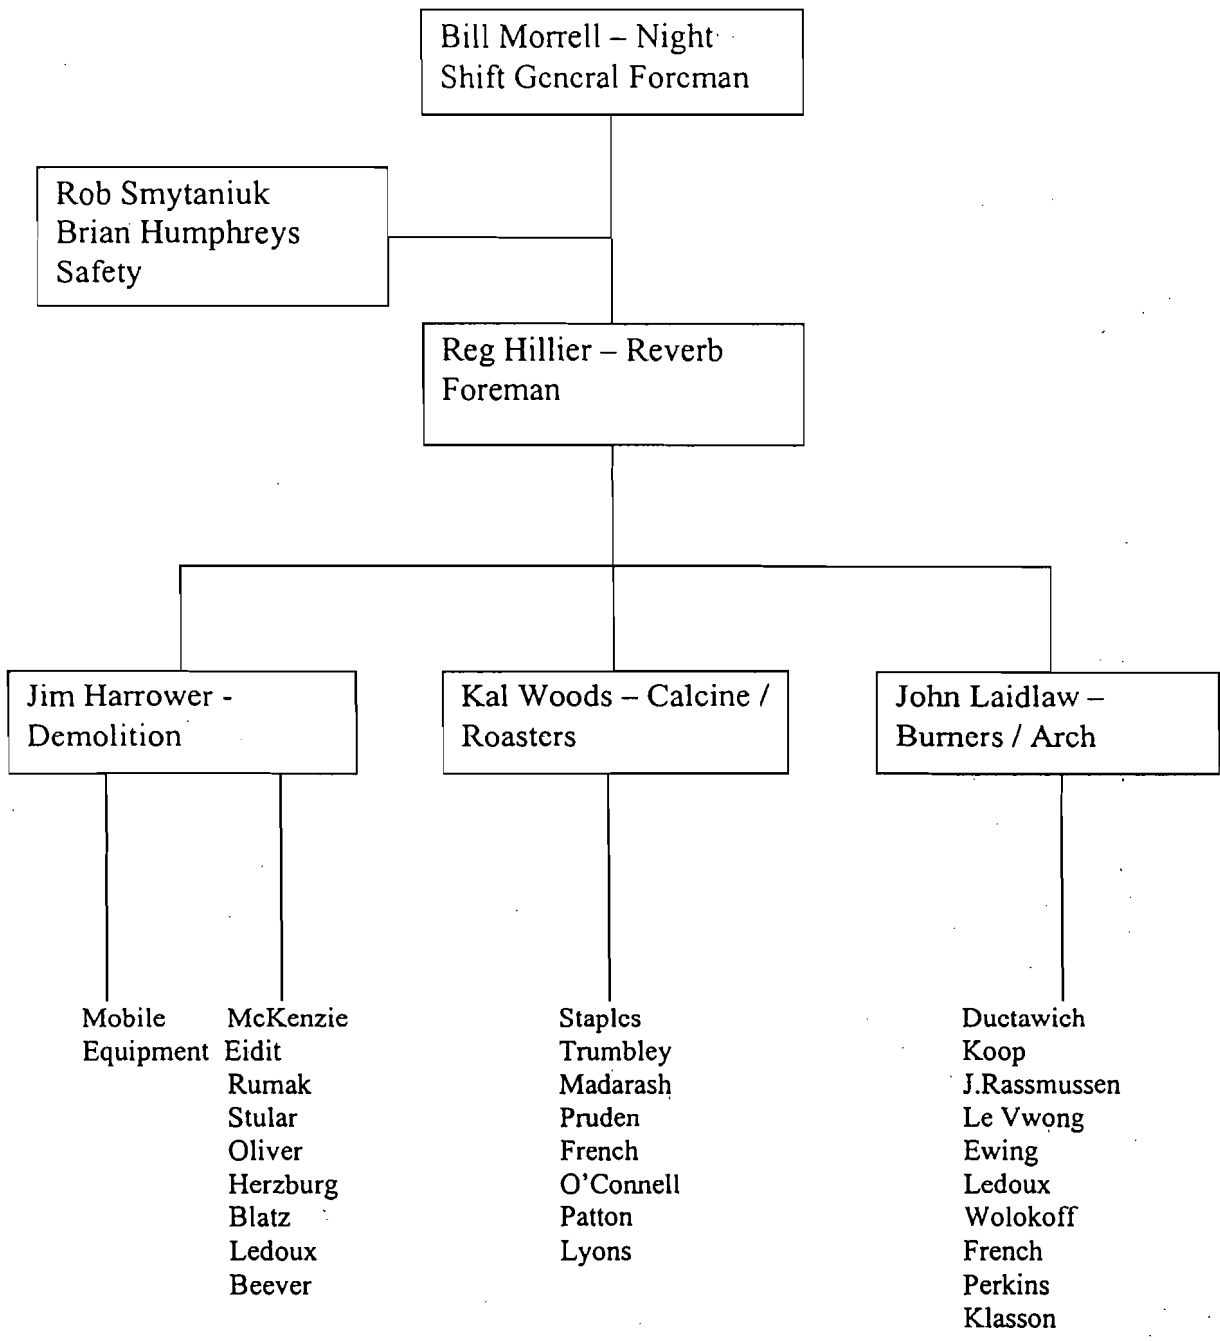 Bill Morrell – Night
Shift General Foreman
Rob Smytaniuk
Brian Humphreys
Safety
Reg Hillier – Reverb
Foreman
Jim Harrower -
Demolition
Kal Woods – Calcine /
Roasters
John Laidlaw –
Burners / Arch
Mobile
Equipment
McKenzie
Eidit
Rumak
Stular
Oliver
Herzburg
Blatz
Ledoux
Beever
Staples
Trumbley
Madarash
Pruden
French
O'Connell
Patton
Lyons
Ductawich
Koop
J.Rassmussen
Le Vwong
Ewing
Ledoux
Wolokoff
French
Perkins
Klasson